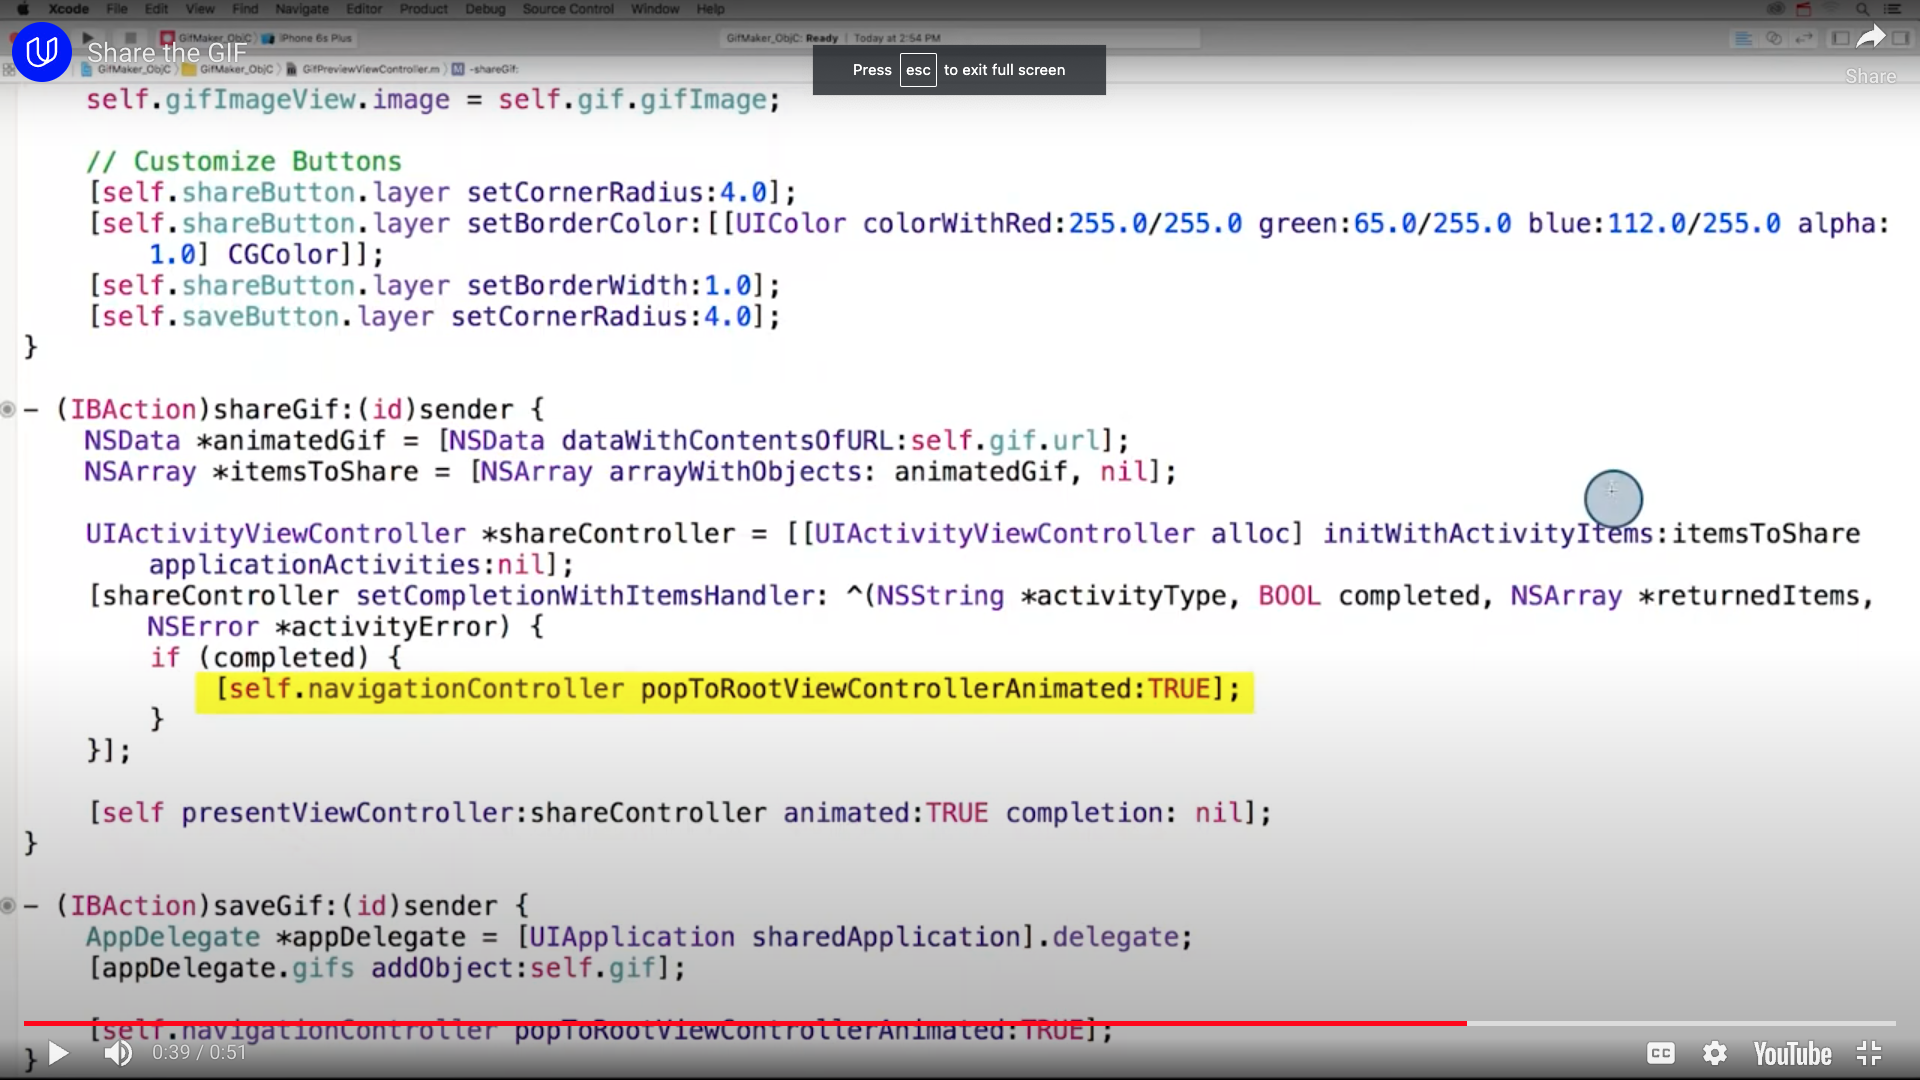 Xcode File Edit View Find Navigate Editor Product Debug Source Control Window Help
GifMaker_ObjC iPhone 6s Plus
GifMaker_ObjC: Ready | Today at 2:54 PM
Share the GIF
Press esc to exit full screen
Share
GifMaker_ObjC GifMaker_ObjC GifPreviewViewController.m M -shareGif:
self.gifImageView.image = self.gif.gifImage;
// Customize Buttons
[self.shareButton.layer setCornerRadius:4.0];
[self.shareButton.layer setBorderColor:[[UIColor colorWithRed:255.0/255.0 green:65.0/255.0 blue:112.0/255.0 alpha:
1.0] CGColor]];
[self.shareButton.layer setBorderWidth:1.0];
[self.saveButton.layer setCornerRadius:4.0];
}
- (IBAction)shareGif:(id)sender {
NSData *animatedGif = [NSData dataWithContentsOfURL:self.gif.url];
NSArray *itemsToShare = [NSArray arrayWithObjects: animatedGif, nil];
UIActivityViewController *shareController = [[UIActivityViewController alloc] initWithActivityItems:itemsToShare
applicationActivities:nil];
[shareController setCompletionWithItemsHandler: ^(NSString *activityType, BOOL completed, NSArray *returnedItems,
NSError *activityError) {
if (completed) {
[self.navigationController popToRootViewControllerAnimated:TRUE];
}
}];
[self presentViewController:shareController animated:TRUE completion: nil];
}
- (IBAction)saveGif:(id)sender {
AppDelegate *appDelegate = [UIApplication sharedApplication].delegate;
[appDelegate.gifs addObject:self.gif];
[self.navigationController popToRootViewControllerAnimated:TRUE];
}
0:39 / 0:51
CC
YouTube